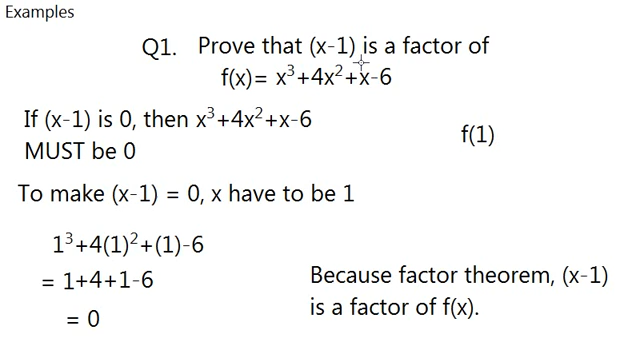 Examples
Q1. Prove that (x-1) is a factor of
f(x)= x³+4x²+x-6
If (x-1) is 0, then x³+4x²+x-6
MUST be 0
f(1)
To make (x-1) = 0, x have to be 1
1³+4(1)²+(1)-6
= 1+4+1-6
= 0
Because factor theorem, (x-1)
is a factor of f(x).